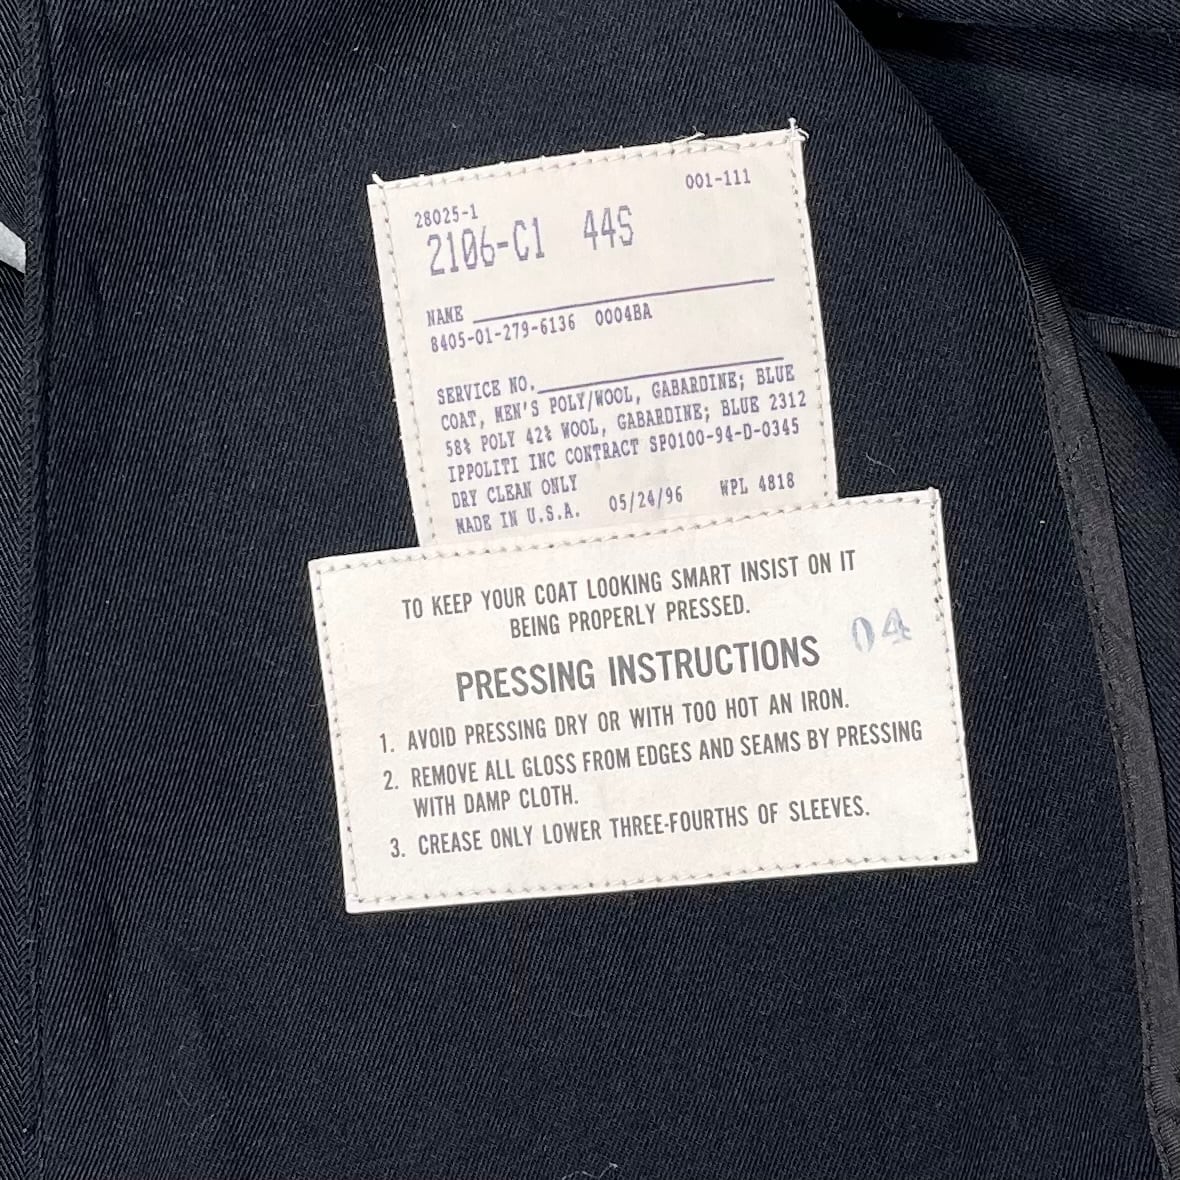 001-111
28025-1
2106-C1 44S
NAME
8405-01-279-6136 0004BA
SERVICE NO.
COAT, MEN'S POLY/WOOL, GABARDINE; BLUE
58% POLY 42% WOOL, GABARDINE; BLUE 2312
IPPOLITI INC CONTRACT SPO100-94-D-0345
DRY CLEAN ONLY
MADE IN U.S.A. 05/24/96 WPL 4818
TO KEEP YOUR COAT LOOKING SMART INSIST ON IT
BEING PROPERLY PRESSED.
04
PRESSING INSTRUCTIONS
1. AVOID PRESSING DRY OR WITH TOO HOT AN IRON.
2. REMOVE ALL GLOSS FROM EDGES AND SEAMS BY PRESSING
WITH DAMP CLOTH.
3. CREASE ONLY LOWER THREE-FOURTHS OF SLEEVES.